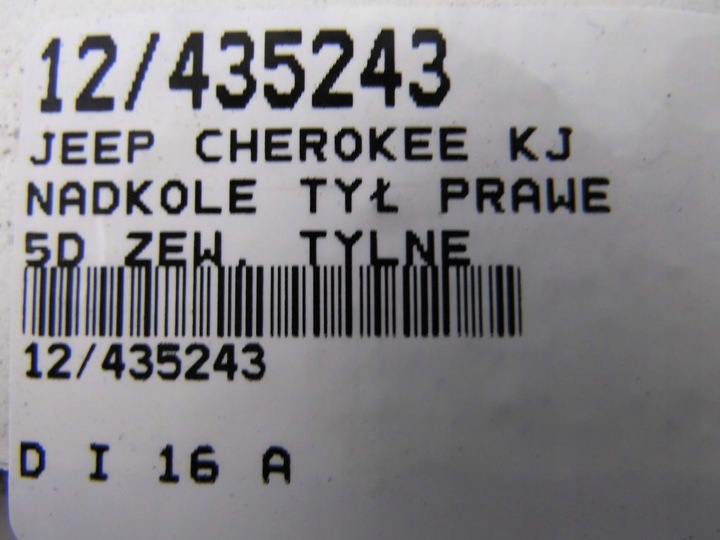 12/435243
JEEP CHEROKEE KJ
NADKOLE TYŁ PRAWE
5D ZEW. TYLNE
12/435243
D I 16 A